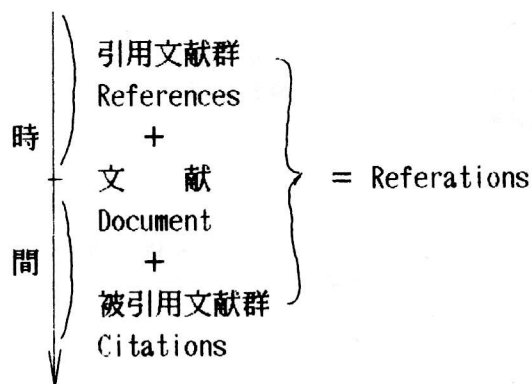 時間
引用文献群
References
+
文 献
Document
+
被引用文献群
Citations
= Referations